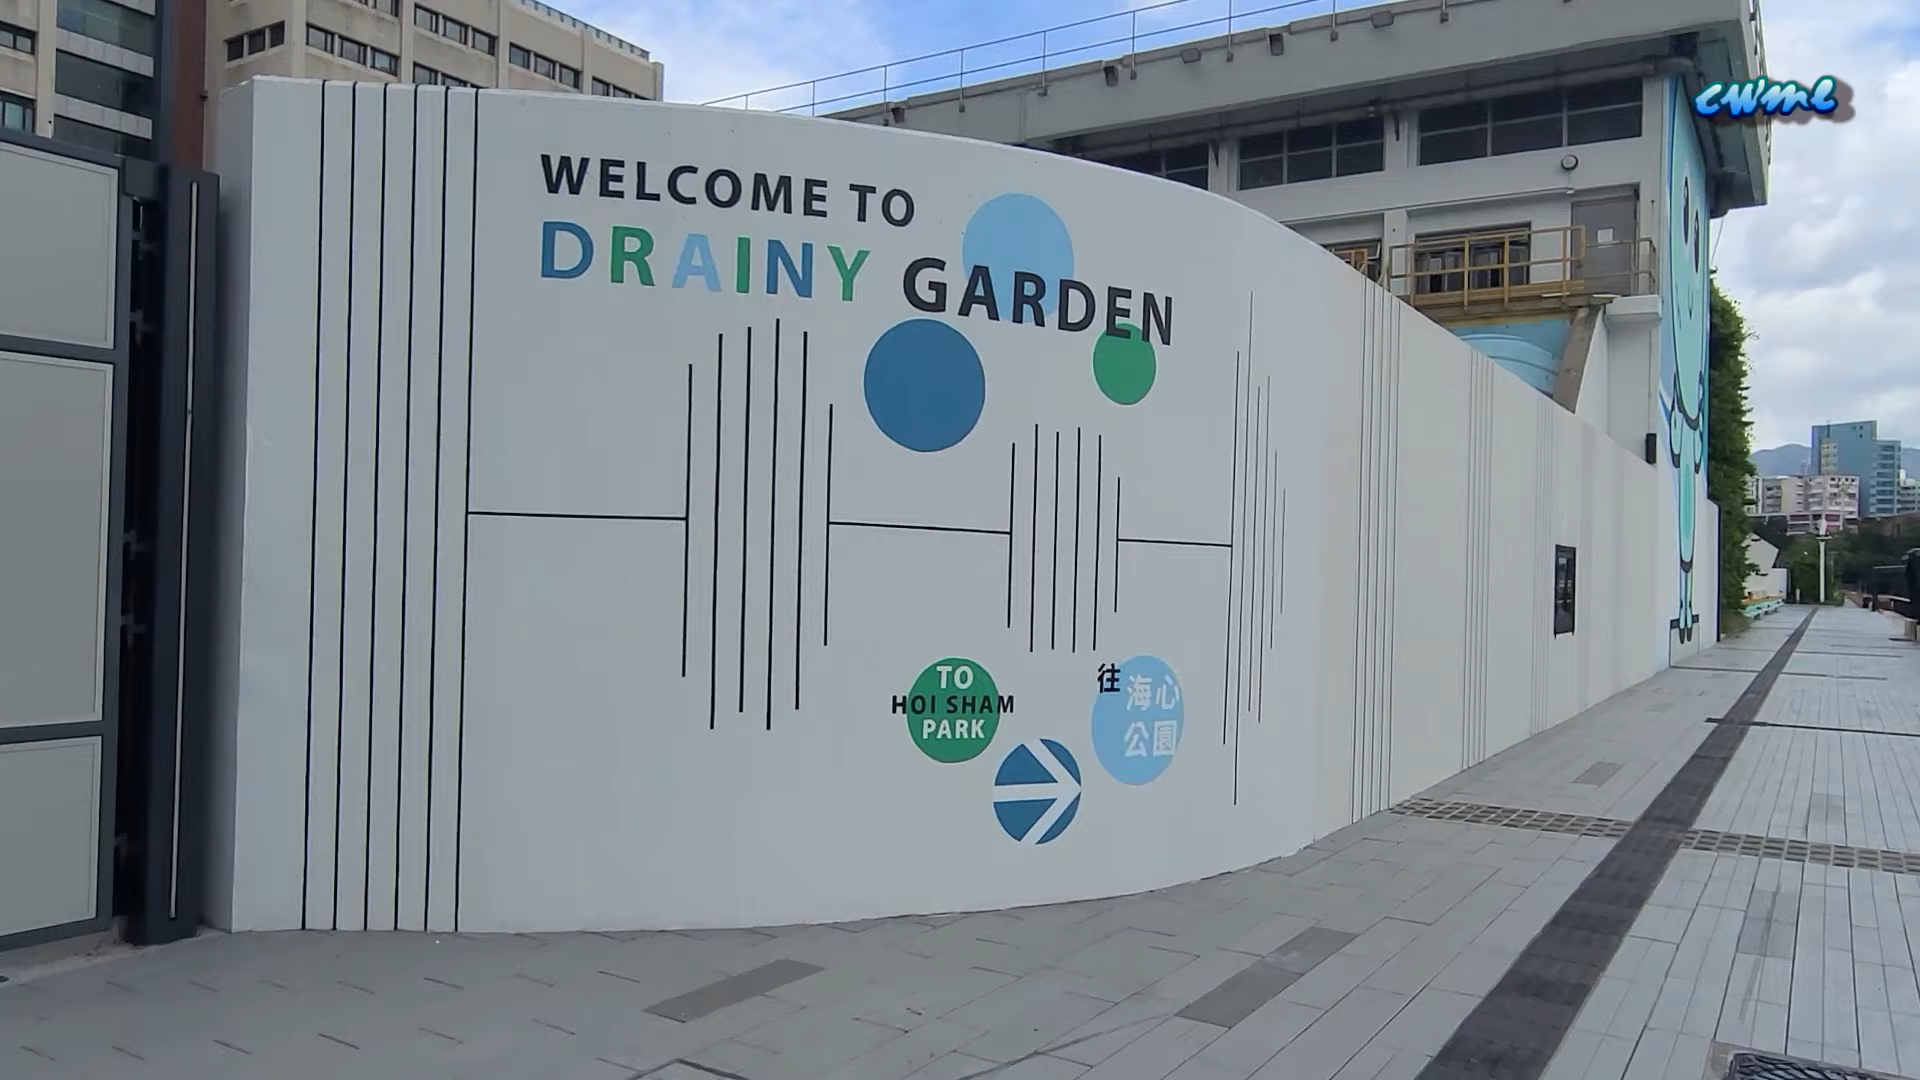 WELCOME TO
DRAINY GARDEN
TO
HOI SHAM
PARK
往海心
公園
cwml